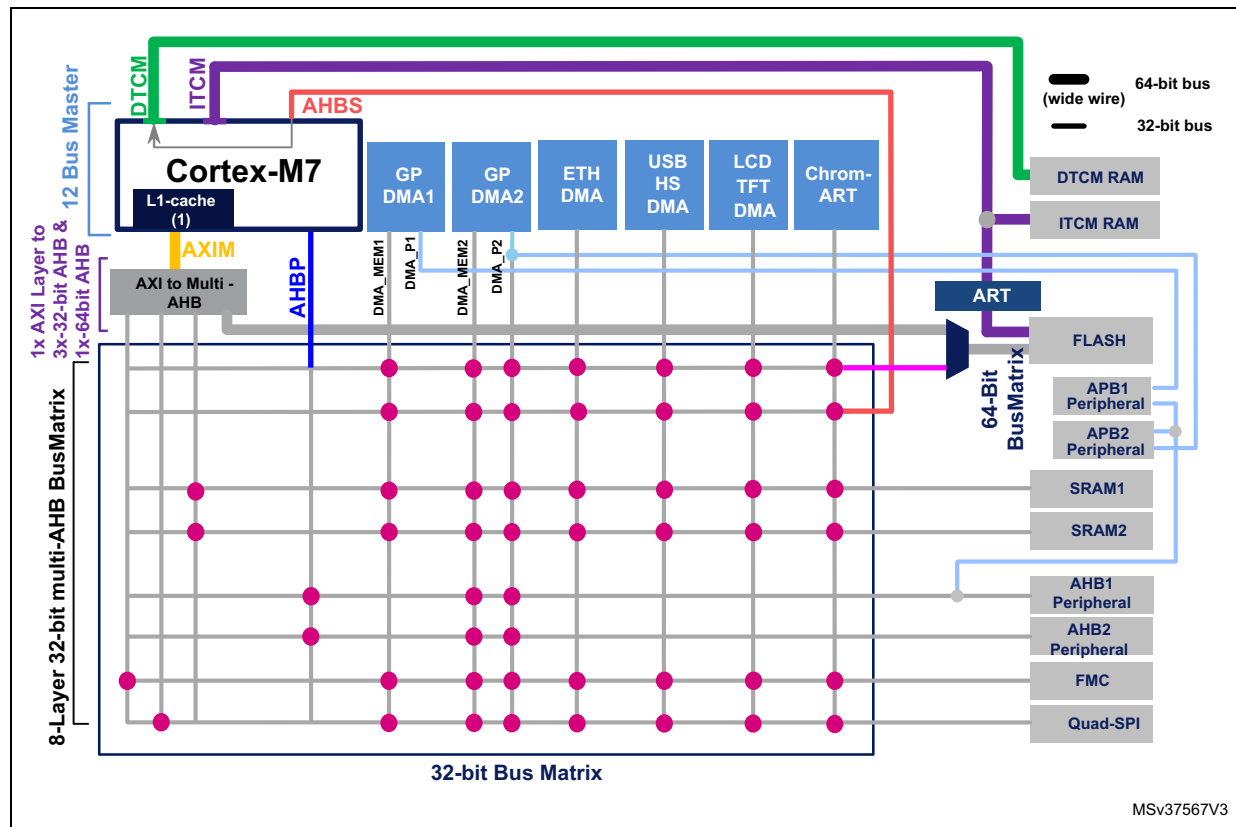 DTCM
ITCM
AHBS
64-bit bus
(wide wire)
32-bit bus
12 Bus Master
Cortex-M7
L1-cache
(1)
GP
DMA1
GP
DMA2
ETH
DMA
USB
HS
DMA
LCD
TFT
DMA
Chrom-
ART
DTCM RAM
ITCM RAM
1x AXI Layer to
3x-32-bit AHB &
1x-64bit AHB
AXIM
AHBP
DMA_MEM1
DMA_P1
DMA_MEM2
DMA_P2
AXI to Multi -
AHB
ART
FLASH
64-Bit
BusMatrix
APB1
Peripheral
APB2
Peripheral
8-Layer 32-bit multi-AHB BusMatrix
SRAM1
SRAM2
AHB1
Peripheral
AHB2
Peripheral
FMC
Quad-SPI
32-bit Bus Matrix
MSv37567V3